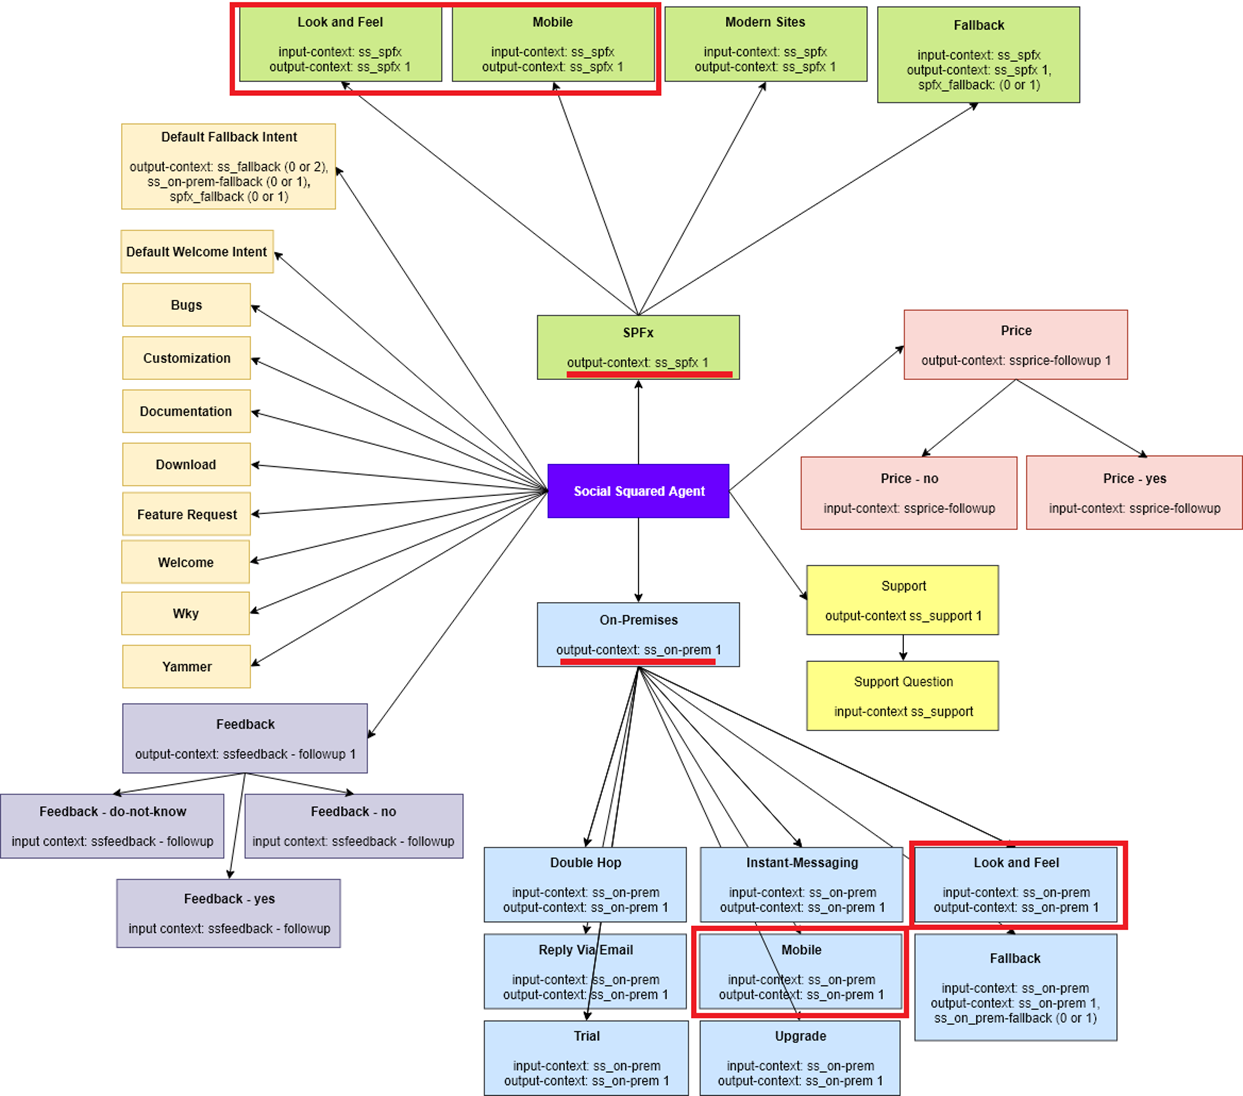 Look and Feel
input-context: ss_spfx
output-context: ss_spfx 1
Mobile
input-context: ss_spfx
output-context: ss_spfx 1
Modern Sites
input-context: ss_spfx
output-context: ss_spfx 1
Fallback
input-context: ss_spfx
output-context: ss_spfx 1,
spfx_fallback: (0 or 1)
Default Fallback Intent
output-context: ss_fallback (0 or 2),
ss_on-prem-fallback (0 or 1),
spfx_fallback (0 or 1)
Default Welcome Intent
Bugs
Customization
Documentation
Download
Feature Request
Welcome
Wky
Yammer
SPFx
output-context: ss_spfx 1
Price
output-context: ssprice-followup 1
Price - no
input-context: ssprice-followup
Price - yes
input-context: ssprice-followup
Social Squared Agent
Support
output-context ss_support 1
Support Question
input-context ss_support
On-Premises
output-context: ss_on-prem 1
Feedback
output-context: ssfeedback - followup 1
Feedback - do-not-know
input context: ssfeedback - followup
Feedback - no
input context: ssfeedback - followup
Feedback - yes
input context: ssfeedback - followup
Double Hop
input-context: ss_on-prem
output-context: ss_on-prem 1
Instant-Messaging
input-context: ss_on-prem
output-context: ss_on-prem 1
Look and Feel
input-context: ss_on-prem
output-context: ss_on-prem 1
Reply Via Email
input-context: ss_on-prem
output-context: ss_on-prem 1
Mobile
input-context: ss_on-prem
output-context: ss_on-prem 1
Fallback
input-context: ss_on-prem
output-context: ss_on-prem 1,
ss_on_prem-fallback (0 or 1)
Trial
input-context: ss_on-prem
output-context: ss_on-prem 1
Upgrade
input-context: ss_on-prem
output-context: ss_on-prem 1